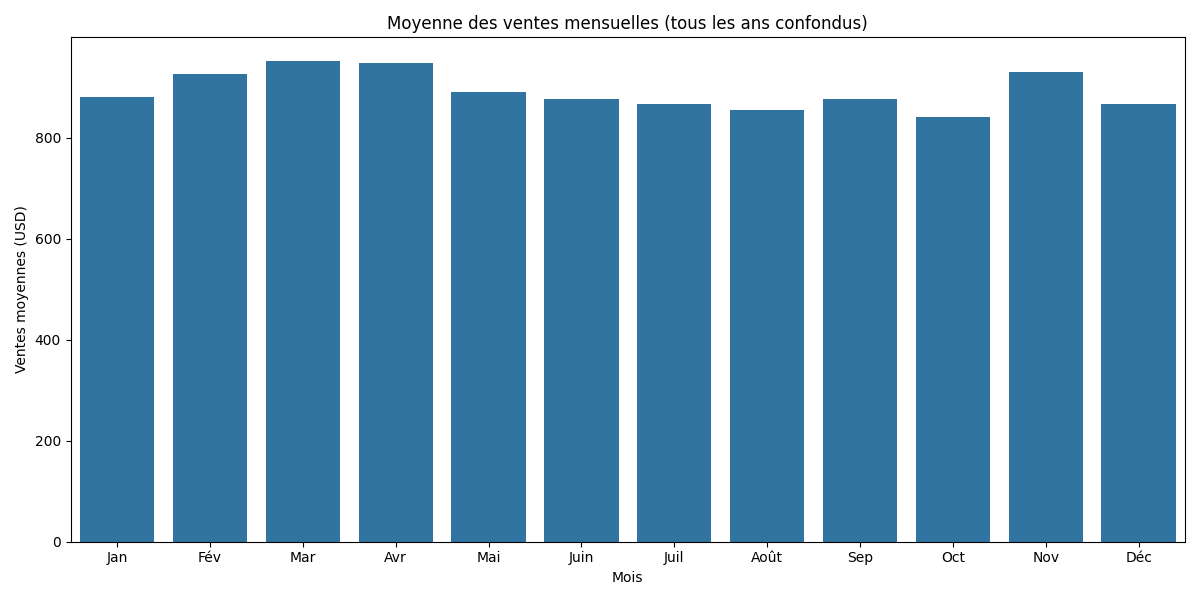 Moyenne des ventes mensuelles (tous les ans confondus)
Ventes moyennes (USD)
800
600
400
200
0
Jan Fév Mar Avr Mai Juin Juil Août Sep Oct Nov Déc
Mois